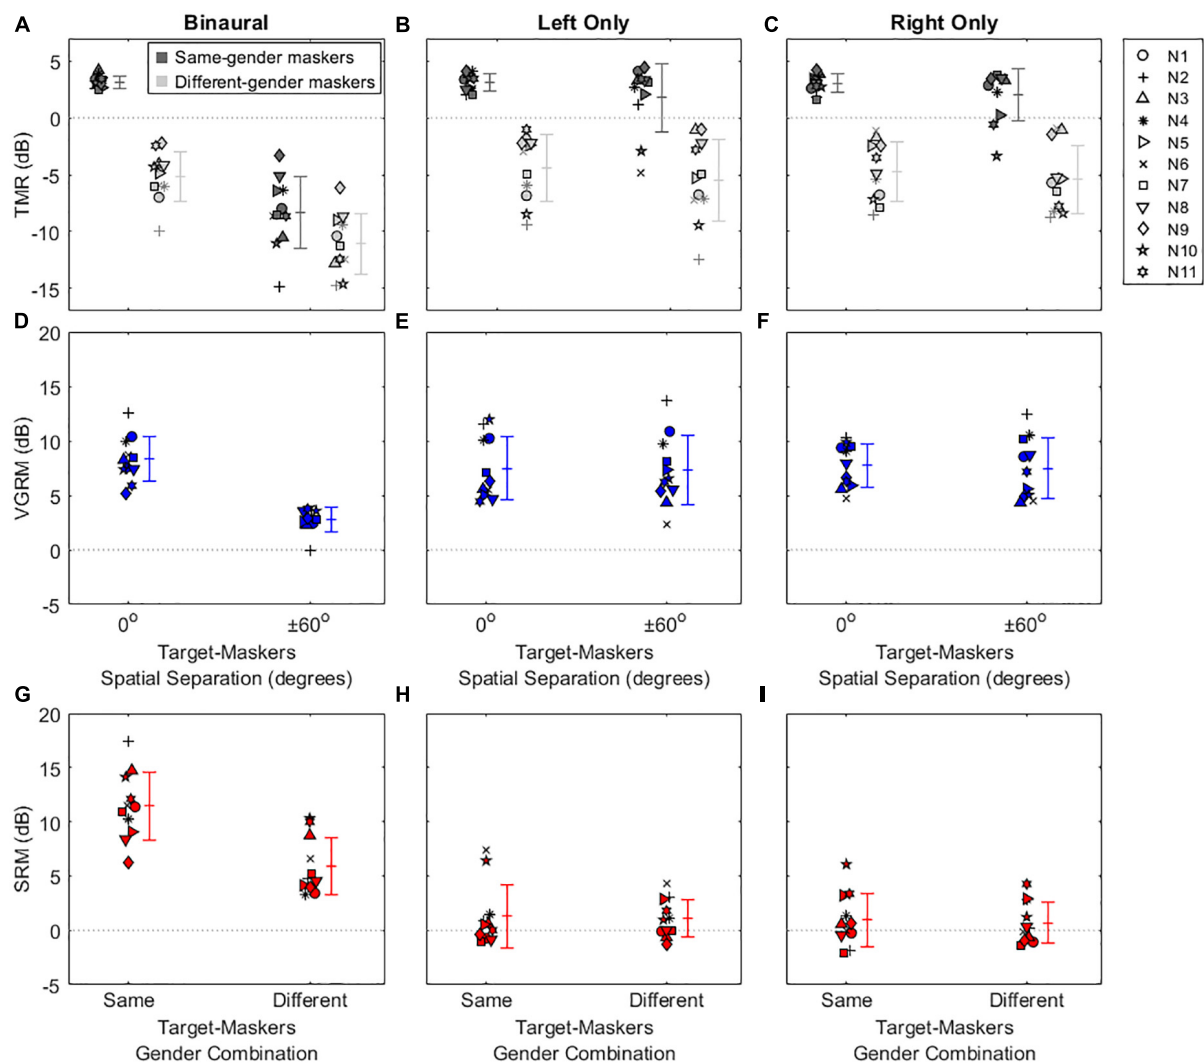 A Binaural B Left Only C Right Only
Same-gender maskers
Different-gender maskers
TMR (dB)
5
0
-5
-10
-15
N1
N2
N3
N4
N5
N6
N7
N8
N9
N10
N11
D E F
VGRM (dB)
20
15
10
5
0
-5
0° ±60° 0° ±60° 0° ±60°
Target-Maskers Target-Maskers Target-Maskers
Spatial Separation (degrees) Spatial Separation (degrees) Spatial Separation (degrees)
G H I
SRM (dB)
20
15
10
5
0
-5
Same Different Same Different Same Different
Target-Maskers Target-Maskers Target-Maskers
Gender Combination Gender Combination Gender Combination